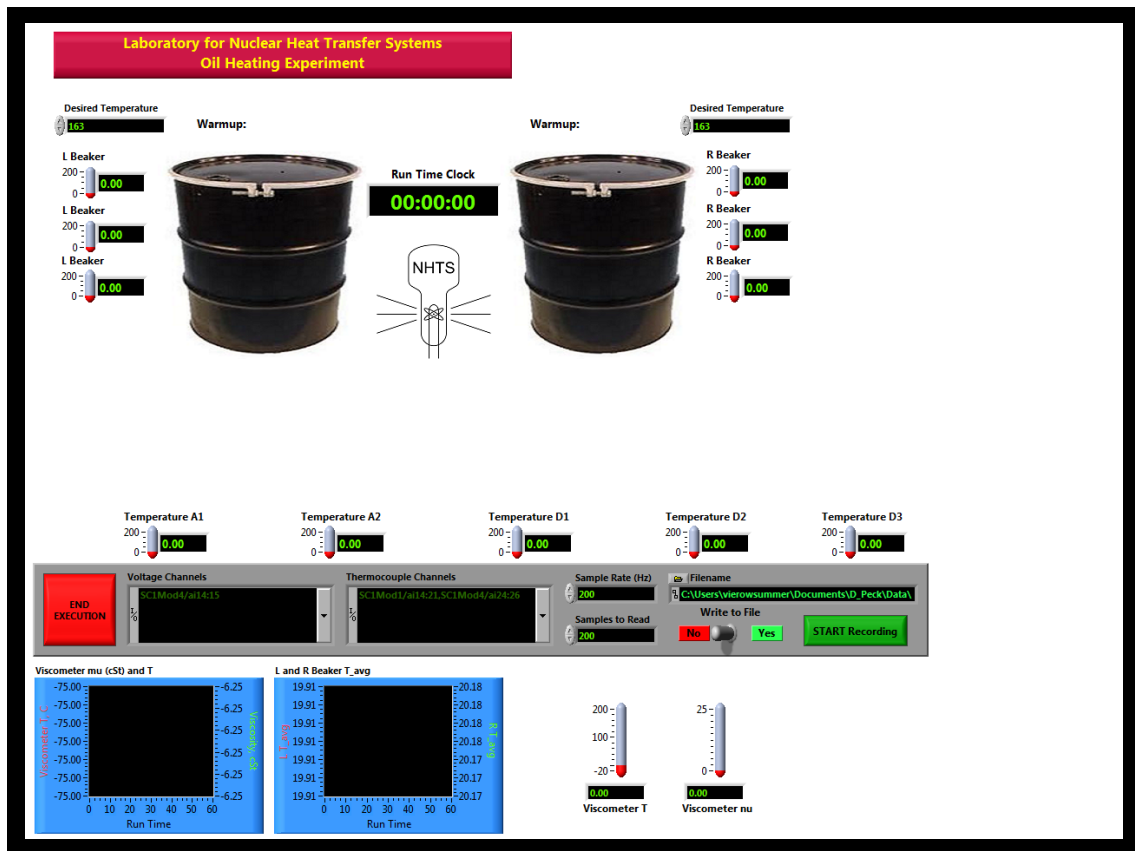 Laboratory for Nuclear Heat Transfer Systems
Oil Heating Experiment
Desired Temperature
163
Warmup:
Warmup:
Desired Temperature
163
L Beaker
200
0
0.00
L Beaker
200
0
0.00
L Beaker
200
0
0.00
Run Time Clock
00:00:00
NHTS
R Beaker
200
0
0.00
R Beaker
200
0
0.00
R Beaker
200
0
0.00
Temperature A1
200
0
0.00
Temperature A2
200
0
0.00
Temperature D1
200
0
0.00
Temperature D2
200
0
0.00
Temperature D3
200
0
0.00
END
EXECUTION
Voltage Channels
I/O
SC1Mod4/ai14:15
Thermocouple Channels
I/O
SC1Mod1/ai14:21,SC1Mod4/ai24:26
Sample Rate (Hz)
200
Samples to Read
200
Filename
C:\Users\vierowsummer\Documents\D_Peck\Data\
Write to File
No
Yes
START Recording
Viscometer mu (cSt) and T
Viscometer T, C
-75.00
-75.00
-75.00
-75.00
-75.00
-75.00
-75.00
-6.25
-6.25
-6.25
-6.25
-6.25
-6.25
Viscosity, cSt
0 10 20 30 40 50 60
Run Time
L and R Beaker T_avg
L T_avg
19.91
19.91
19.91
19.91
19.91
19.91
19.91
20.18
20.18
20.18
20.18
20.17
20.17
20.17
R T_avg
0 10 20 30 40 50 60
Run Time
200
100
-20
0.00
Viscometer T
25
0
0.00
Viscometer nu